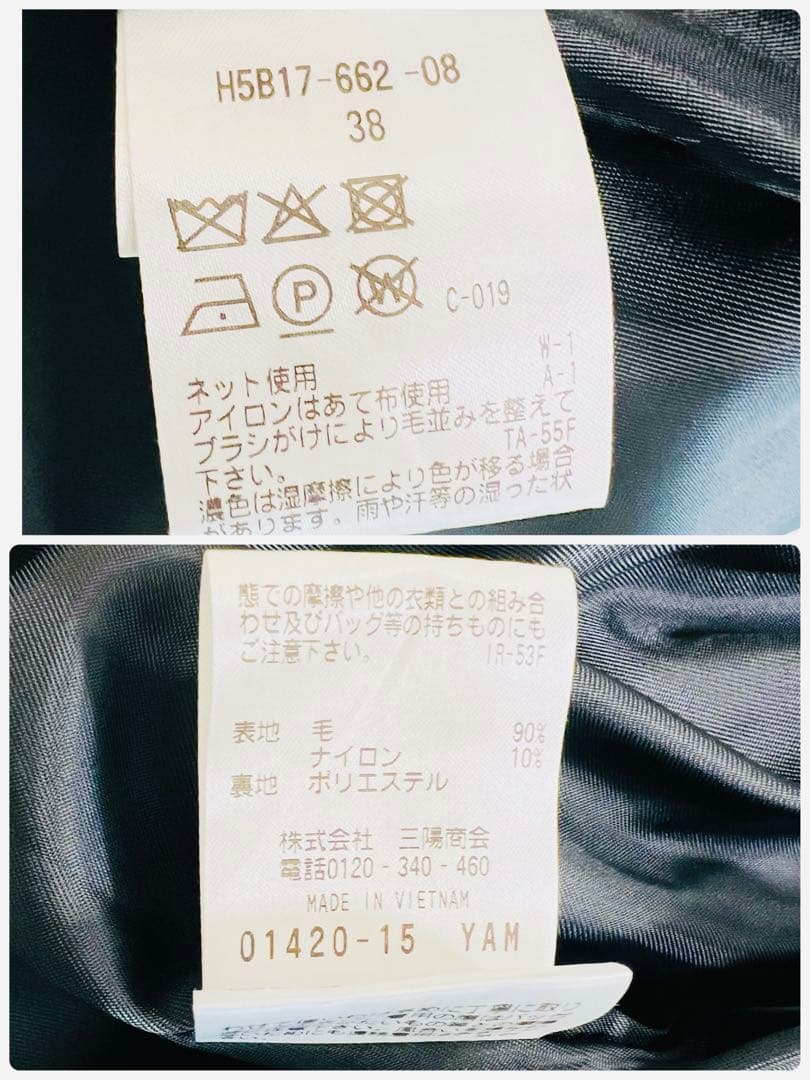 H5B17-662-08
38
P
W
C-019
W-1
ネット使用
A-1
アイロンはあて布使用
ブラシがけにより毛並みを整えて
下さい。 TA-55F
濃色は湿摩擦により色が移る場合
があります。雨や汗等の湿った状
態での摩擦や他の衣類との組み合
わせ及びバッグ等の持ちものにも
ご注意下さい。 IR-53F
表地 毛 90%
ナイロン 10%
裏地 ポリエステル
株式会社 三陽商会
電話0120-340-460
MADE IN VIETNAM
01420-15 YAM